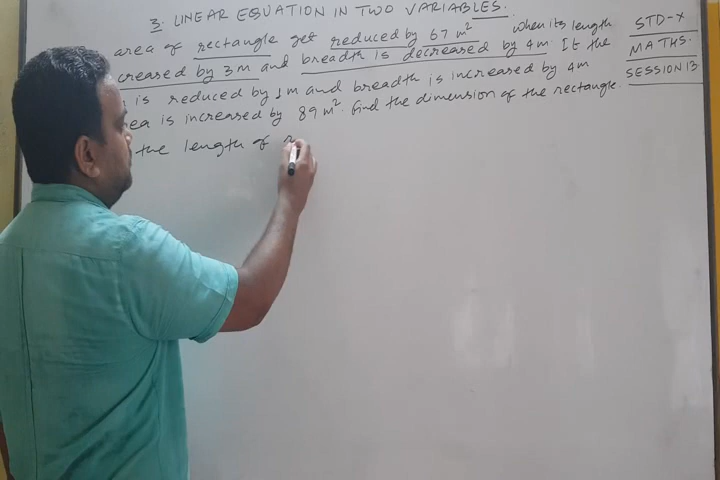 3. LINEAR EQUATION IN TWO VARIABLES.
area of rectangle get reduced by 67 m² when its length
creased by 3m and breadth is decreased by 4m. If the
is reduced by 1m and breadth is increased by 4m
rea is increased by 89 m². Find the dimension of the rectangle.
the length of
STD-X
MATHS.
SESSION 13